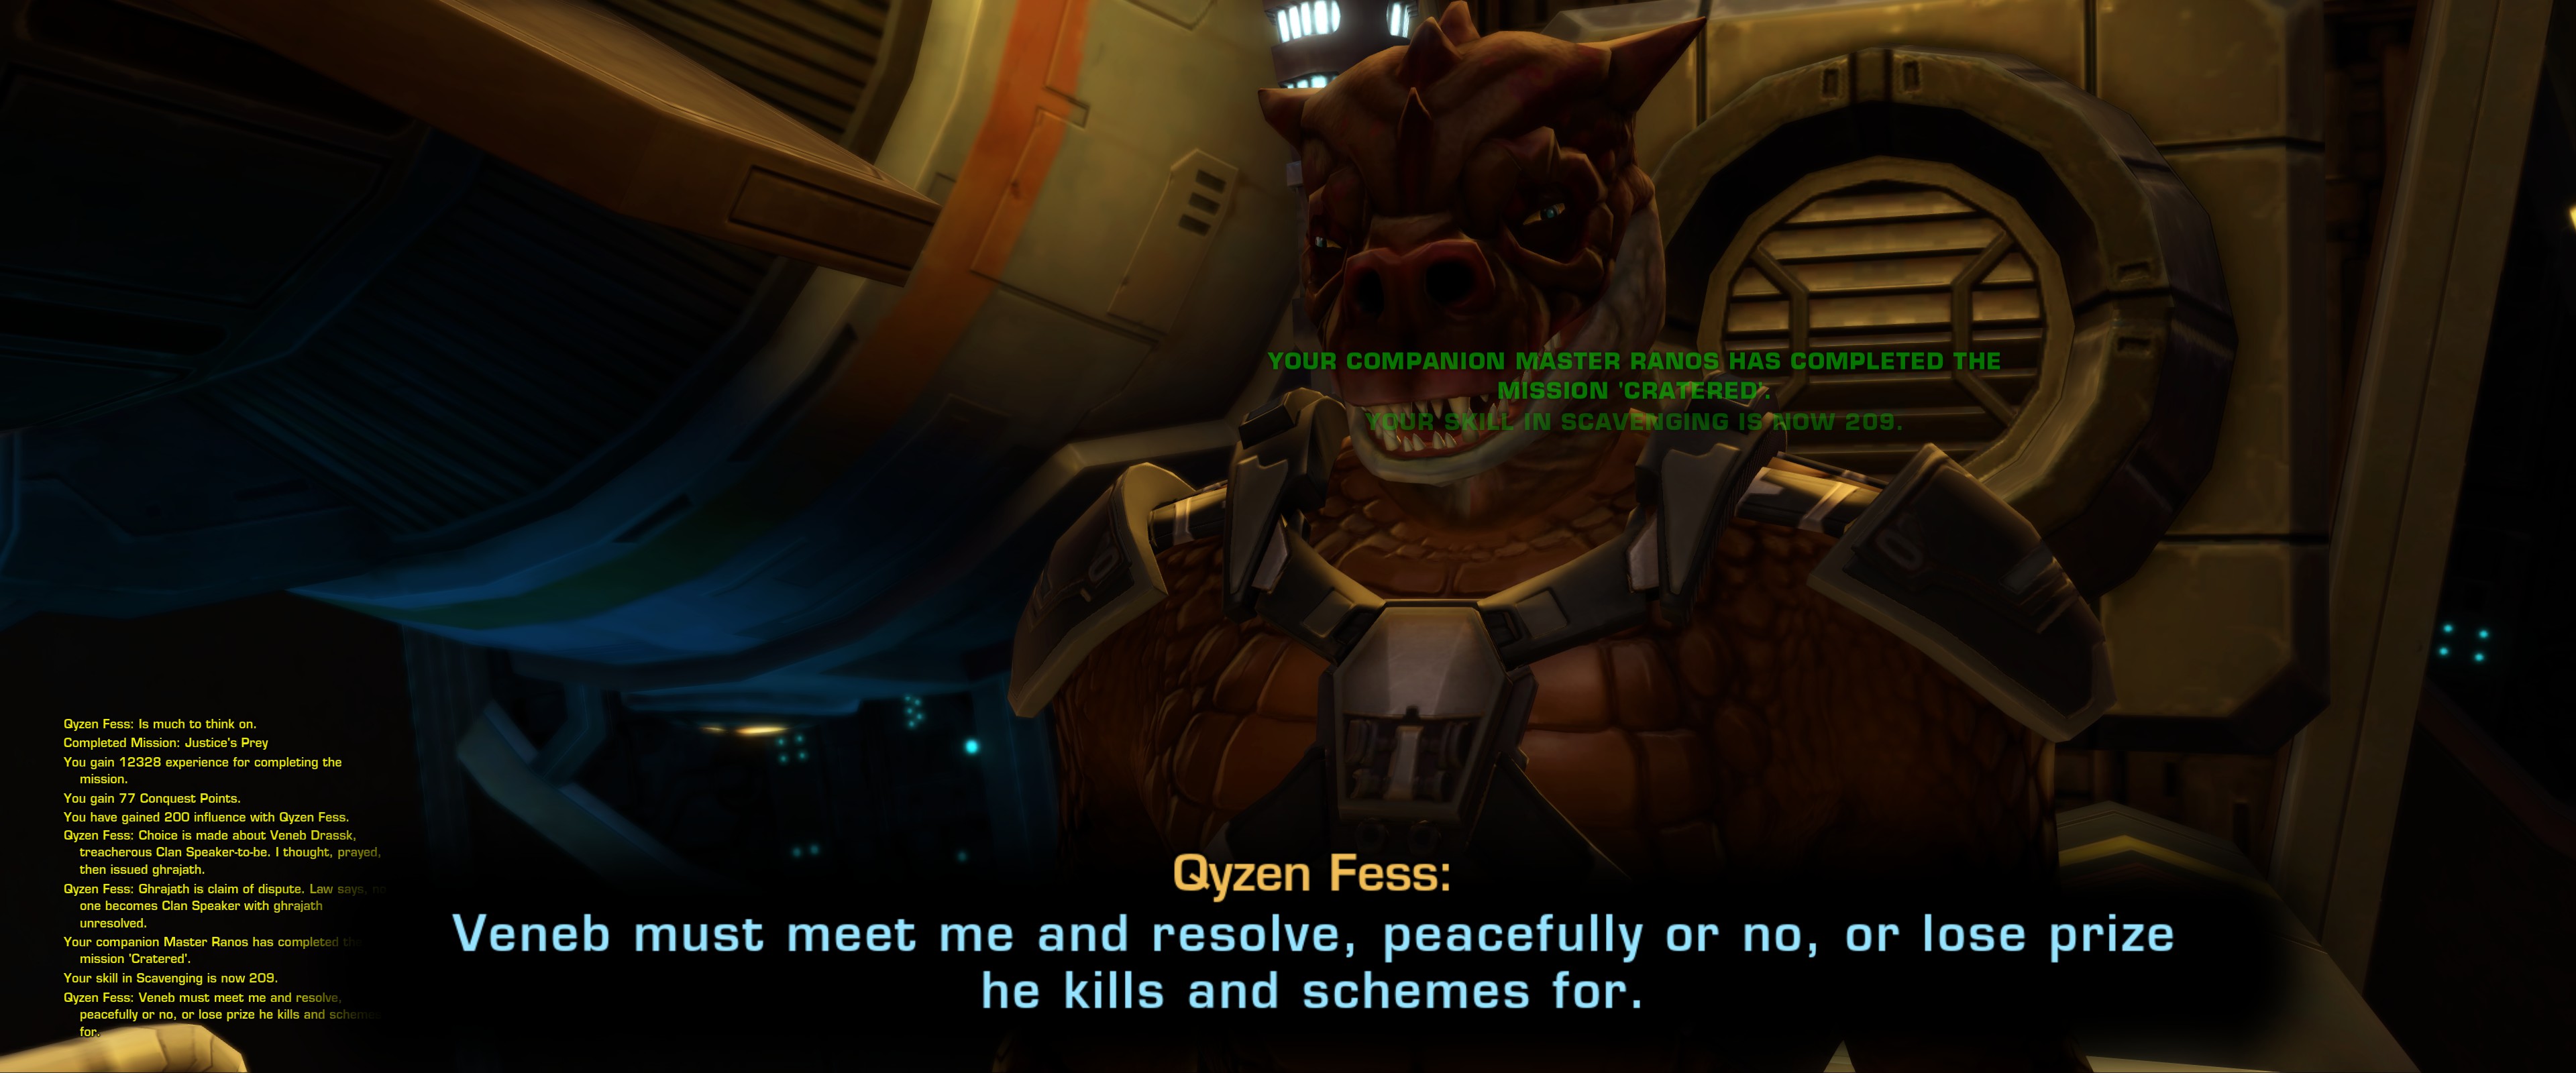 YOUR COMPANION MASTER RANOS HAS COMPLETED THE
MISSION 'CRATERED'.
YOUR SKILL IN SCAVENGING IS NOW 209.
Qyzen Fess: Is much to think on.
Completed Mission: Justice's Prey
You gain 12328 experience for completing the
mission.
You gain 77 Conquest Points.
You have gained 200 influence with Qyzen Fess.
Qyzen Fess: Choice is made about Veneb Drassk,
treacherous Clan Speaker-to-be. I thought, prayed,
then issued ghrajath.
Qyzen Fess: Ghrajath is claim of dispute. Law says, no
one becomes Clan Speaker with ghrajath
unresolved.
Your companion Master Ranos has completed the
mission 'Cratered'.
Your skill in Scavenging is now 209.
Qyzen Fess: Veneb must meet me and resolve,
peacefully or no, or lose prize he kills and schemes
for.
Qyzen Fess:
Veneb must meet me and resolve, peacefully or no, or lose prize
he kills and schemes for.